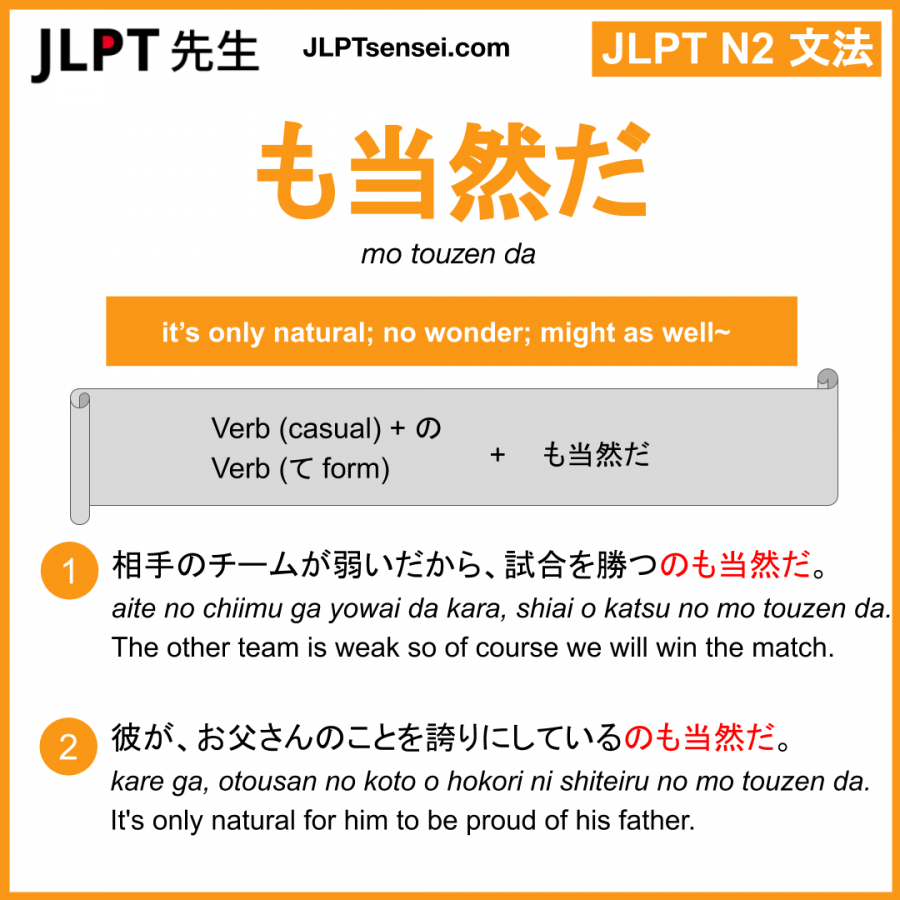 JLPT 先生
JLPTsensei.com
JLPT N2 文法
も当然だ
mo touzen da
it's only natural; no wonder; might as well~
Verb (casual) + の
Verb (て form)
+ も当然だ
1 相手のチームが弱いだから、試合を勝つのも当然だ。
aite no chiimu ga yowai da kara, shiai o katsu no mo touzen da.
The other team is weak so of course we will win the match.
2 彼が、お父さんのことを誇りにしているのも当然だ。
kare ga, otousan no koto o hokori ni shiteiru no mo touzen da.
It's only natural for him to be proud of his father.